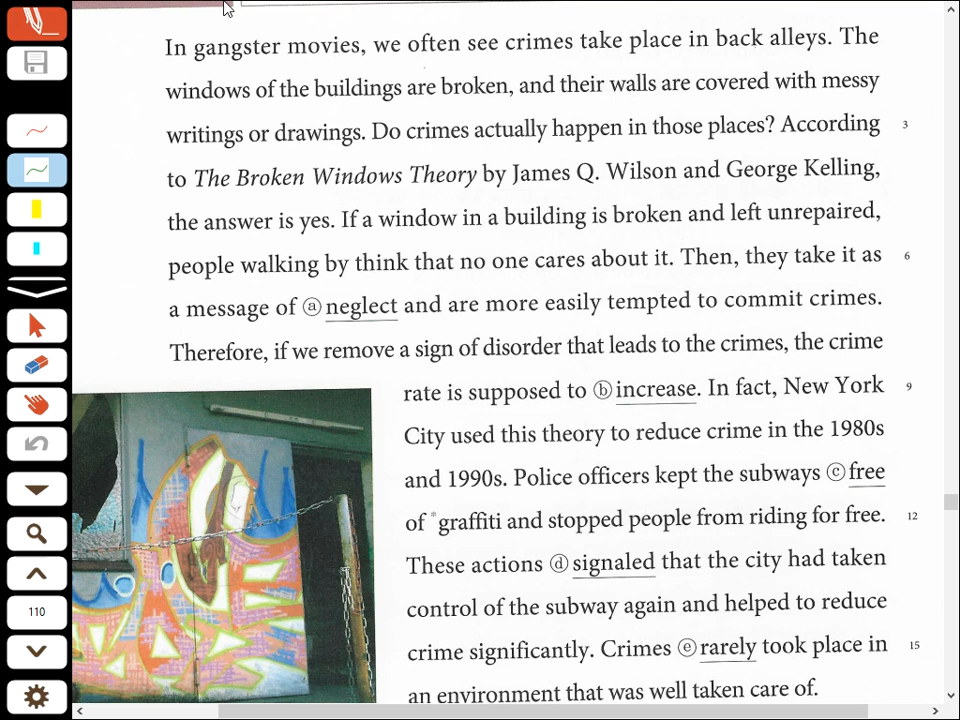 In gangster movies, we often see crimes take place in back alleys. The
windows of the buildings are broken, and their walls are covered with messy
writings or drawings. Do crimes actually happen in those places? According 3
to The Broken Windows Theory by James Q. Wilson and George Kelling,
the answer is yes. If a window in a building is broken and left unrepaired,
people walking by think that no one cares about it. Then, they take it as 6
a message of ⓐ neglect and are more easily tempted to commit crimes.
Therefore, if we remove a sign of disorder that leads to the crimes, the crime
rate is supposed to ⓑ increase. In fact, New York 9
City used this theory to reduce crime in the 1980s
and 1990s. Police officers kept the subways ⓒ free
of *graffiti and stopped people from riding for free. 12
These actions ⓓ signaled that the city had taken
control of the subway again and helped to reduce
crime significantly. Crimes ⓔ rarely took place in 15
an environment that was well taken care of.
110